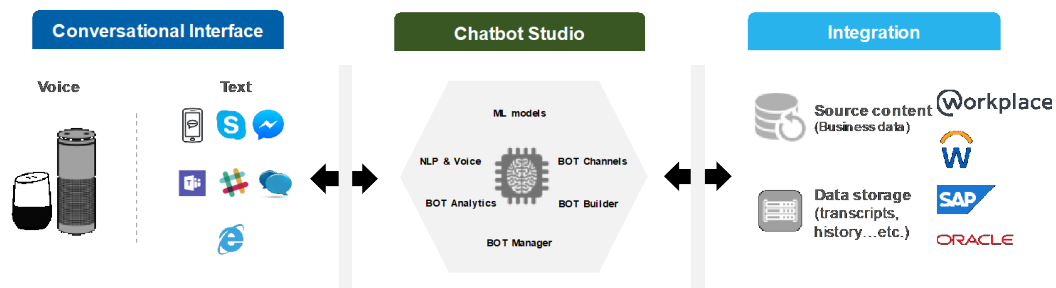 Conversational Interface
Chatbot Studio
Integration
Voice
Text
ML models
NLP & Voice
BOT Channels
BOT Analytics
BOT Builder
BOT Manager
Source content
(Business data)
Data storage
(transcripts,
history…etc.)
workplace
W
SAP
ORACLE